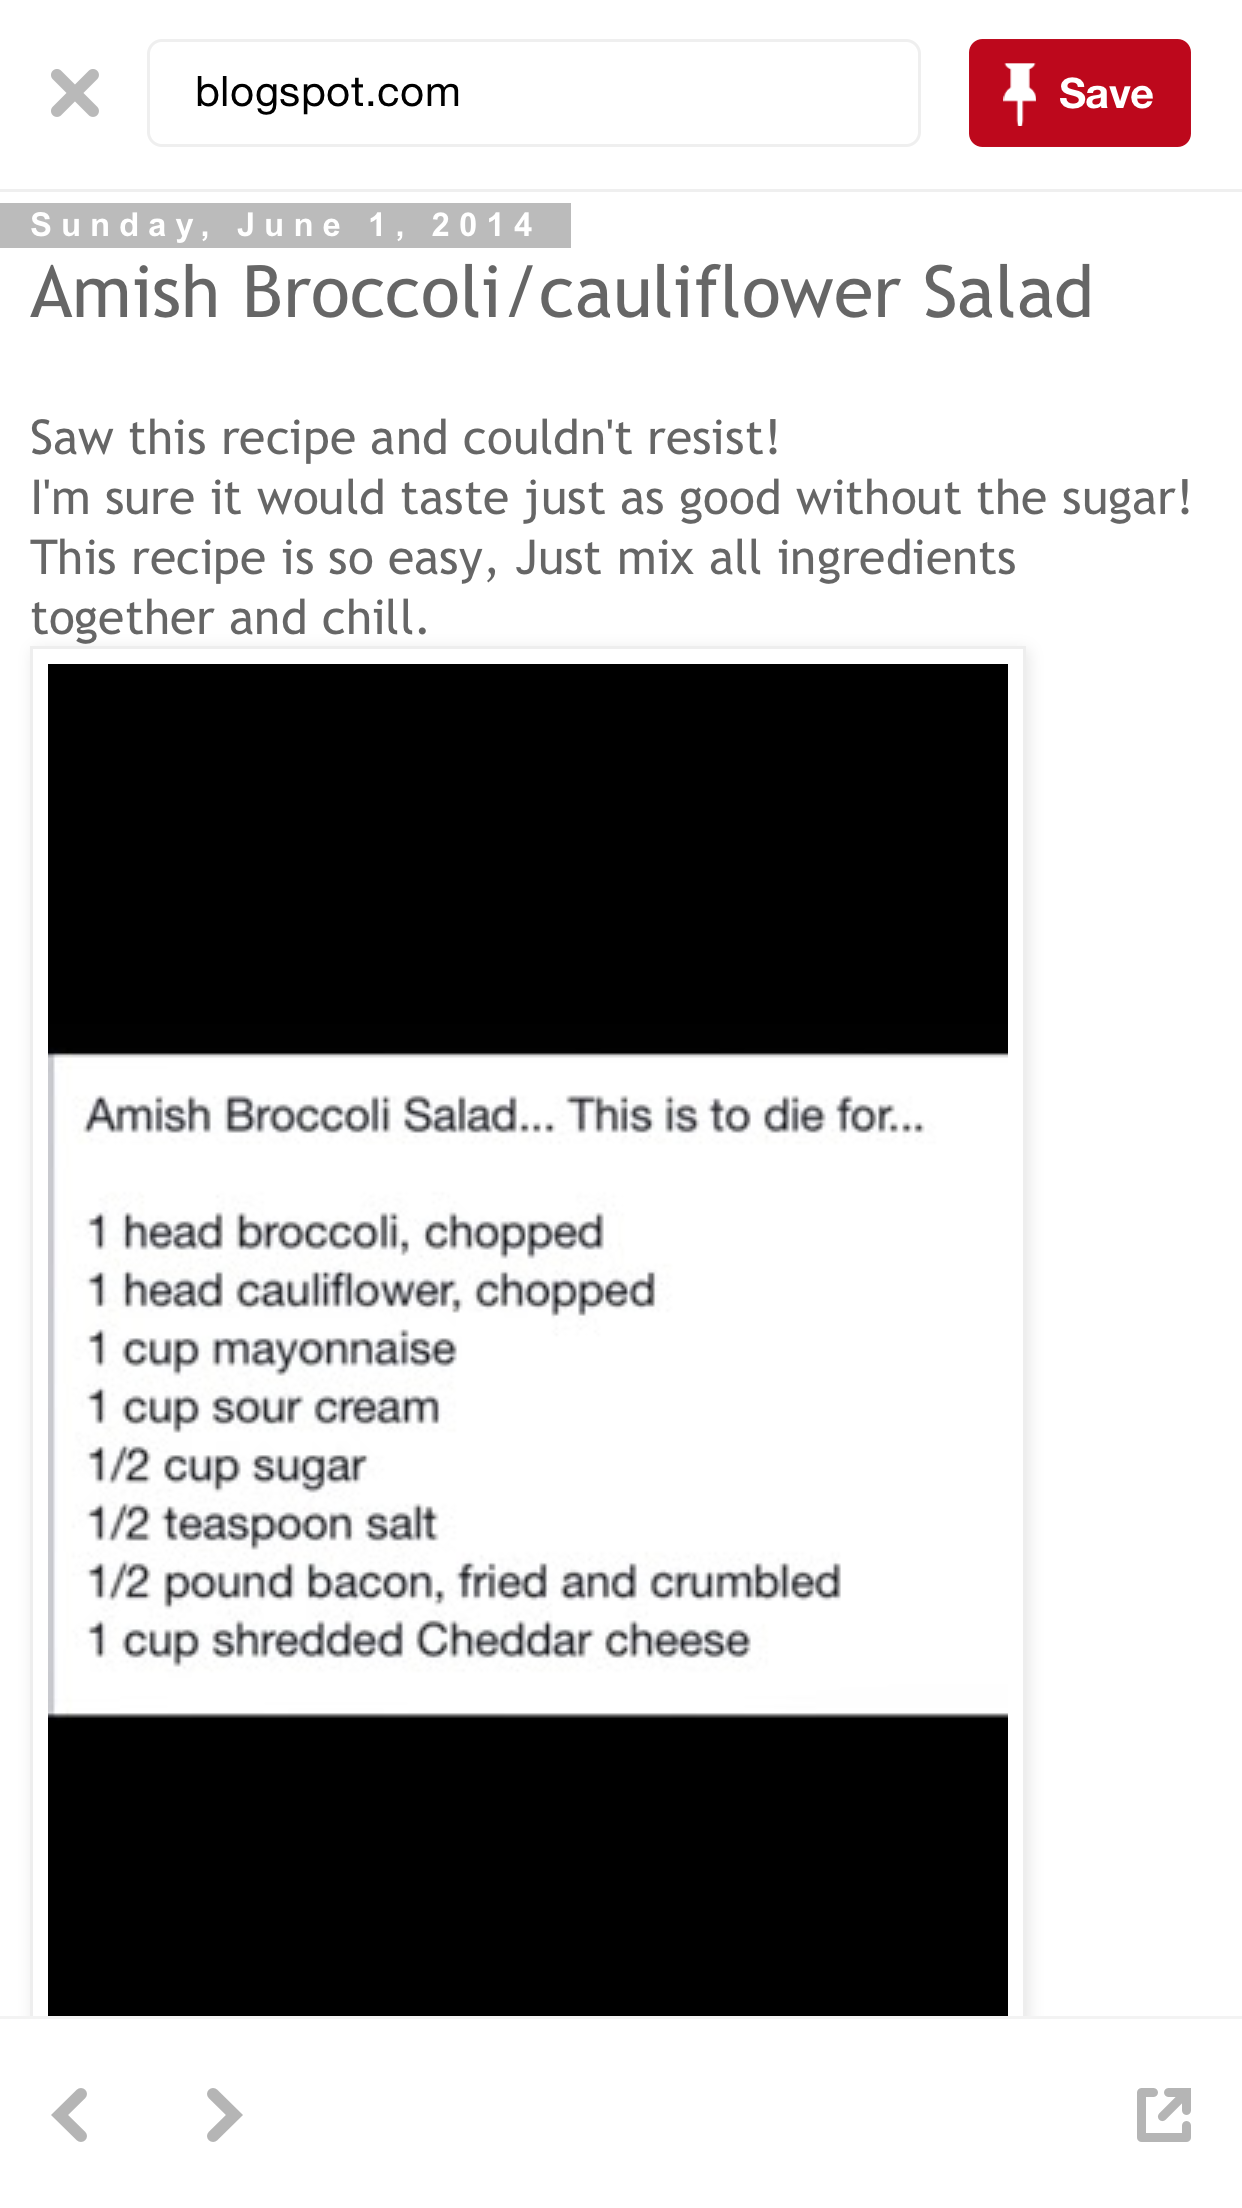 blogspot.com
Save
Sunday, June 1, 2014
Amish Broccoli/cauliflower Salad
Saw this recipe and couldn't resist!
I'm sure it would taste just as good without the sugar!
This recipe is so easy, Just mix all ingredients
together and chill.
Amish Broccoli Salad... This is to die for...
1 head broccoli, chopped
1 head cauliflower, chopped
1 cup mayonnaise
1 cup sour cream
1/2 cup sugar
1/2 teaspoon salt
1/2 pound bacon, fried and crumbled
1 cup shredded Cheddar cheese